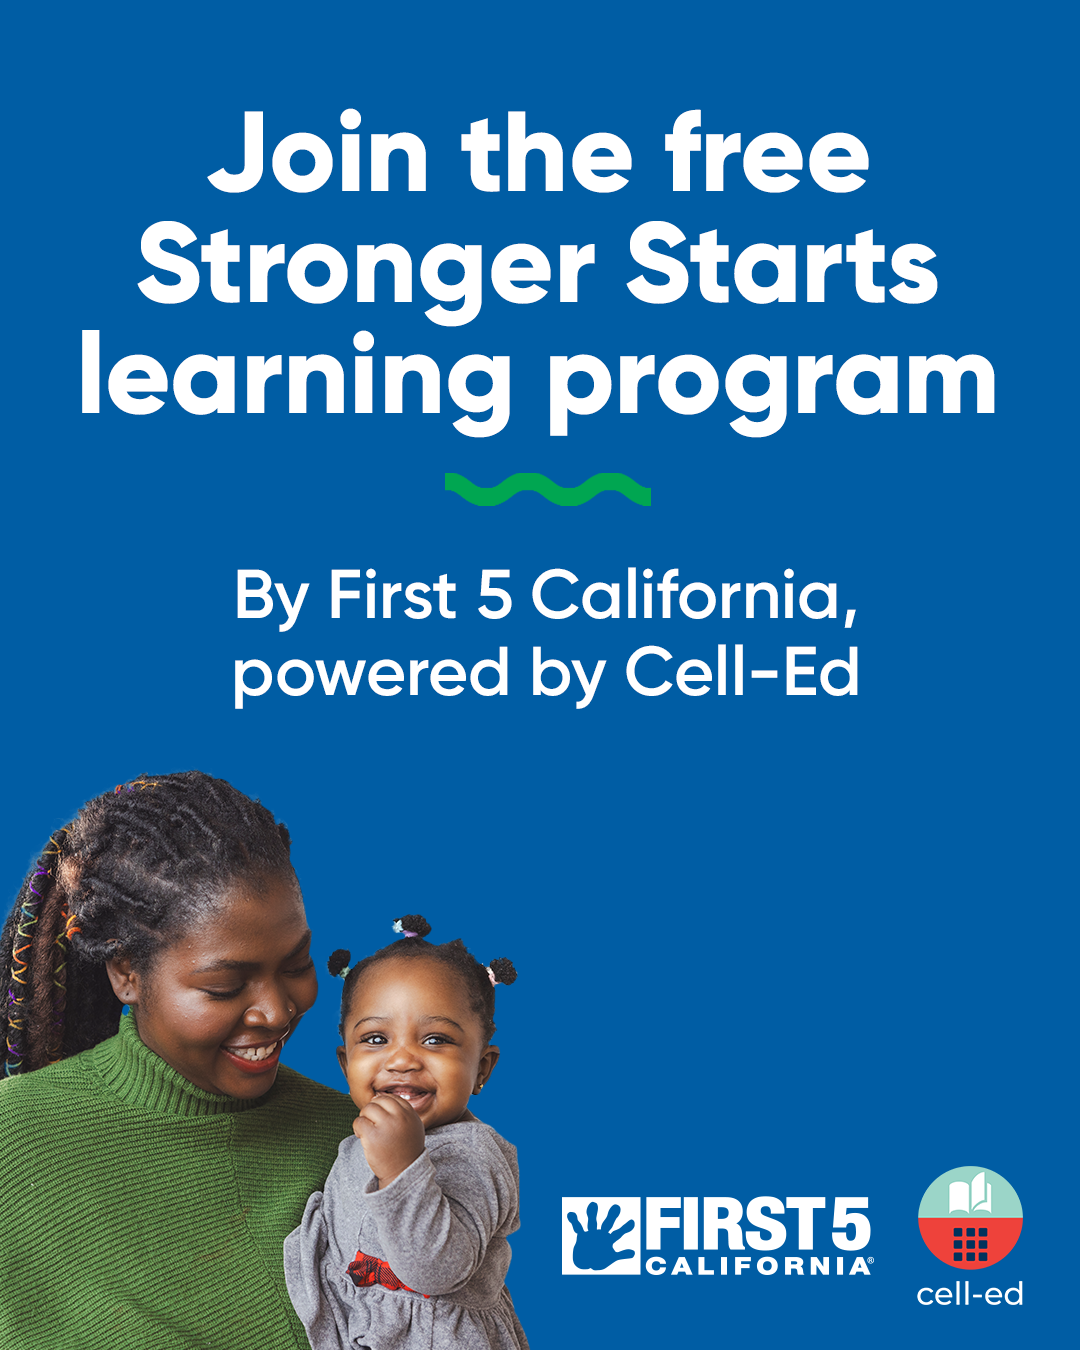 Join the free
Stronger Starts
learning program
By First 5 California,
powered by Cell-Ed
FIRST 5
CALIFORNIA®
cell-ed